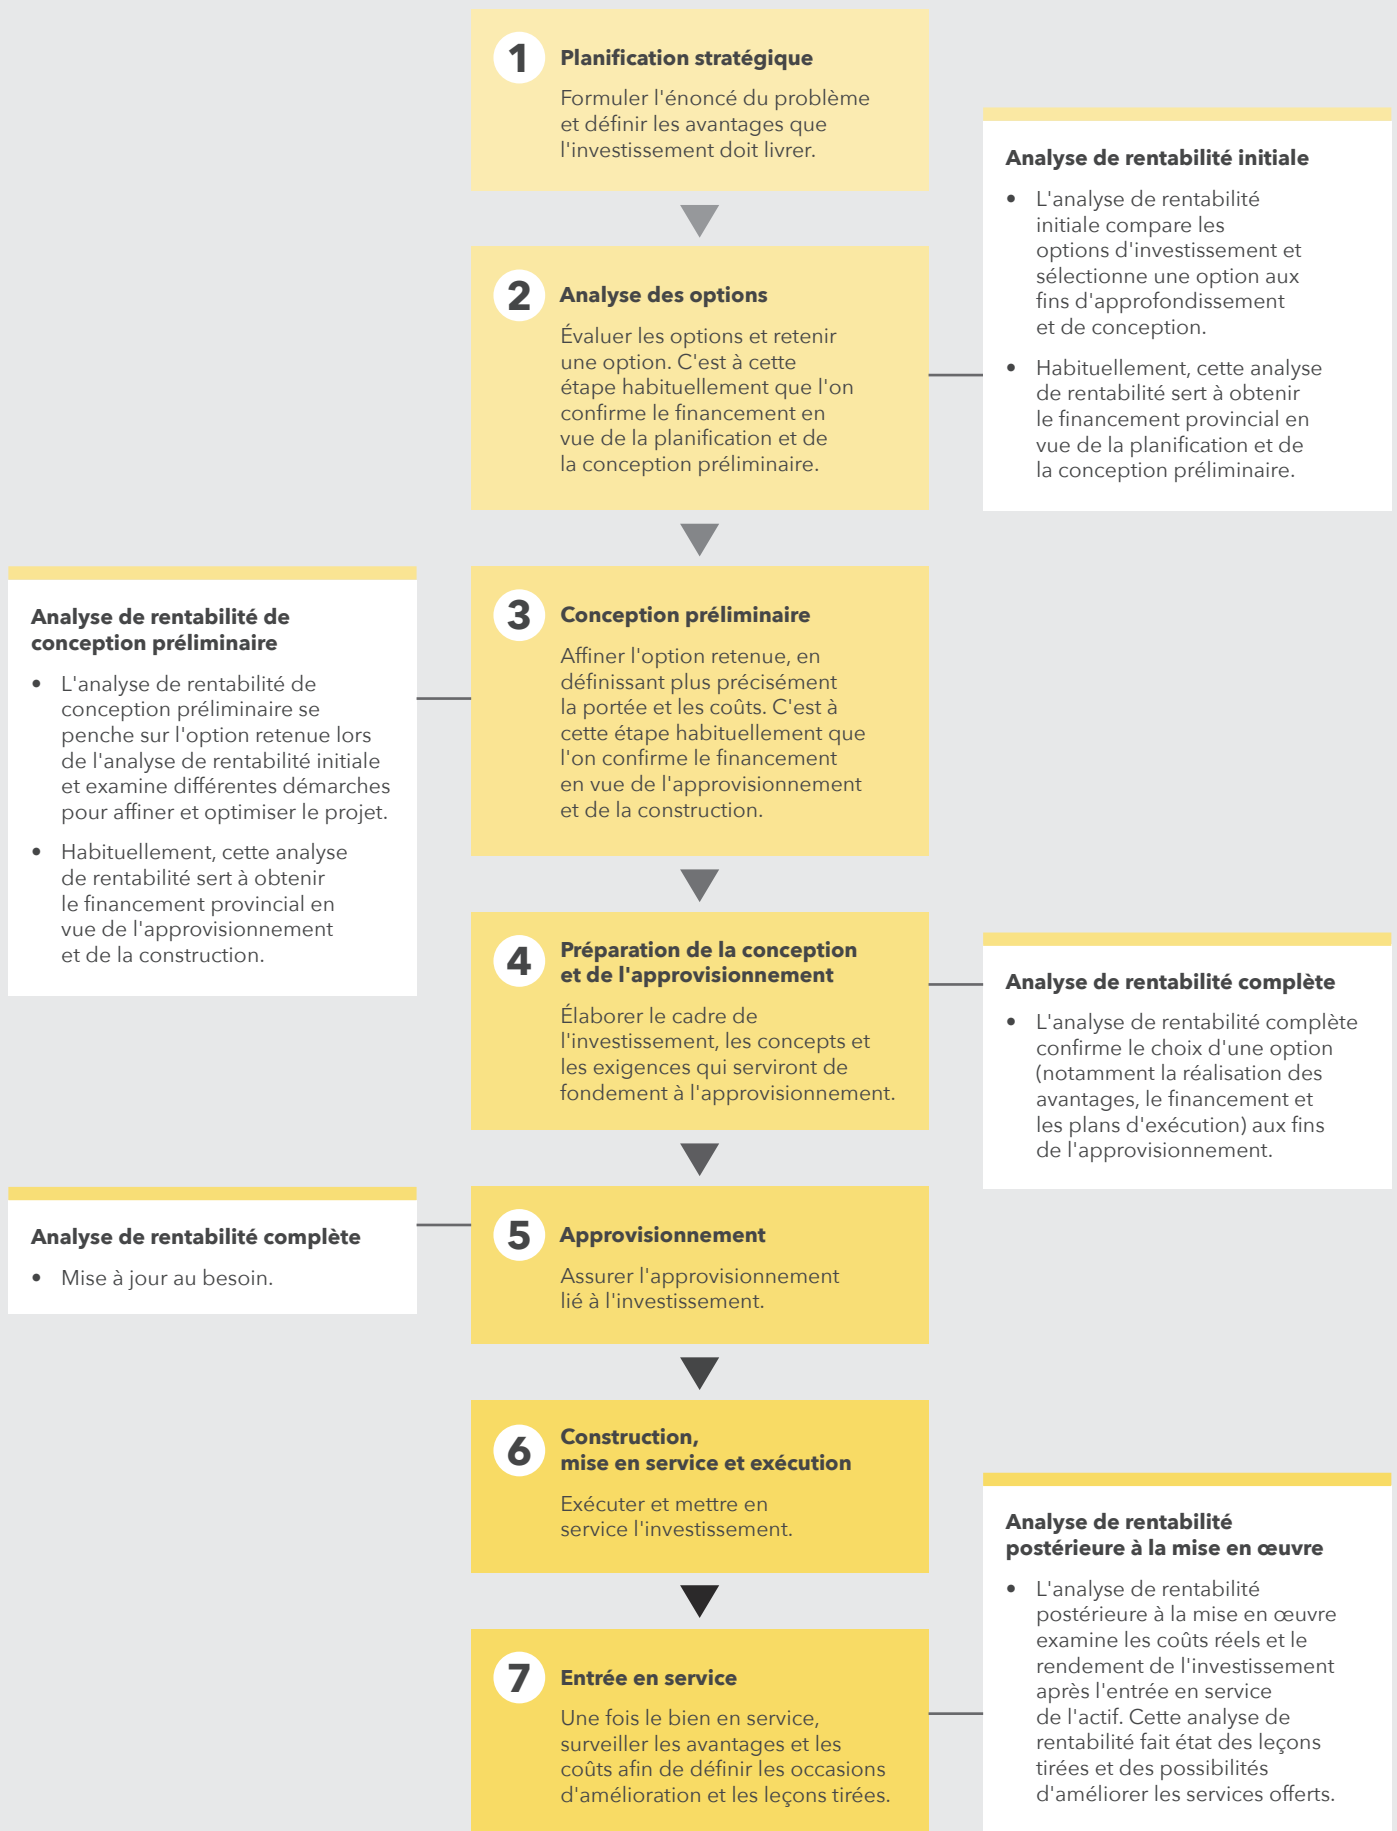 1
Planification stratégique
Formuler l'énoncé du problème
et définir les avantages que
l'investissement doit livrer.
2
Analyse des options
Évaluer les options et retenir
une option. C'est à cette
étape habituellement que l'on
confirme le financement en
vue de la planification et de
la conception préliminaire.
Analyse de rentabilité initiale
• L'analyse de rentabilité
initiale compare les
options d'investissement et
sélectionne une option aux
fins d'approfondissement
et de conception.
• Habituellement, cette analyse
de rentabilité sert à obtenir
le financement provincial en
vue de la planification et de
la conception préliminaire.
3
Conception préliminaire
Affiner l'option retenue, en
définissant plus précisément
la portée et les coûts. C'est à
cette étape habituellement que
l'on confirme le financement
en vue de l'approvisionnement
et de la construction.
Analyse de rentabilité de
conception préliminaire
• L'analyse de rentabilité de
conception préliminaire se
penche sur l'option retenue lors
de l'analyse de rentabilité initiale
et examine différentes démarches
pour affiner et optimiser le projet.
• Habituellement, cette analyse
de rentabilité sert à obtenir
le financement provincial en
vue de l'approvisionnement
et de la construction.
4
Préparation de la conception
et de l'approvisionnement
Élaborer le cadre de
l'investissement, les concepts et
les exigences qui serviront de
fondement à l'approvisionnement.
Analyse de rentabilité complète
• L'analyse de rentabilité complète
confirme le choix d'une option
(notamment la réalisation des
avantages, le financement et
les plans d'exécution) aux fins
de l'approvisionnement.
5
Approvisionnement
Assurer l'approvisionnement
lié à l'investissement.
Analyse de rentabilité complète
• Mise à jour au besoin.
6
Construction,
mise en service et exécution
Exécuter et mettre en
service l'investissement.
7
Entrée en service
Une fois le bien en service,
surveiller les avantages et les
coûts afin de définir les occasions
d'amélioration et les leçons tirées.
Analyse de rentabilité
postérieure à la mise en œuvre
• L'analyse de rentabilité
postérieure à la mise en œuvre
examine les coûts réels et le
rendement de l'investissement
après l'entrée en service
de l'actif. Cette analyse de
rentabilité fait état des leçons
tirées et des possibilités
d'améliorer les services offerts.